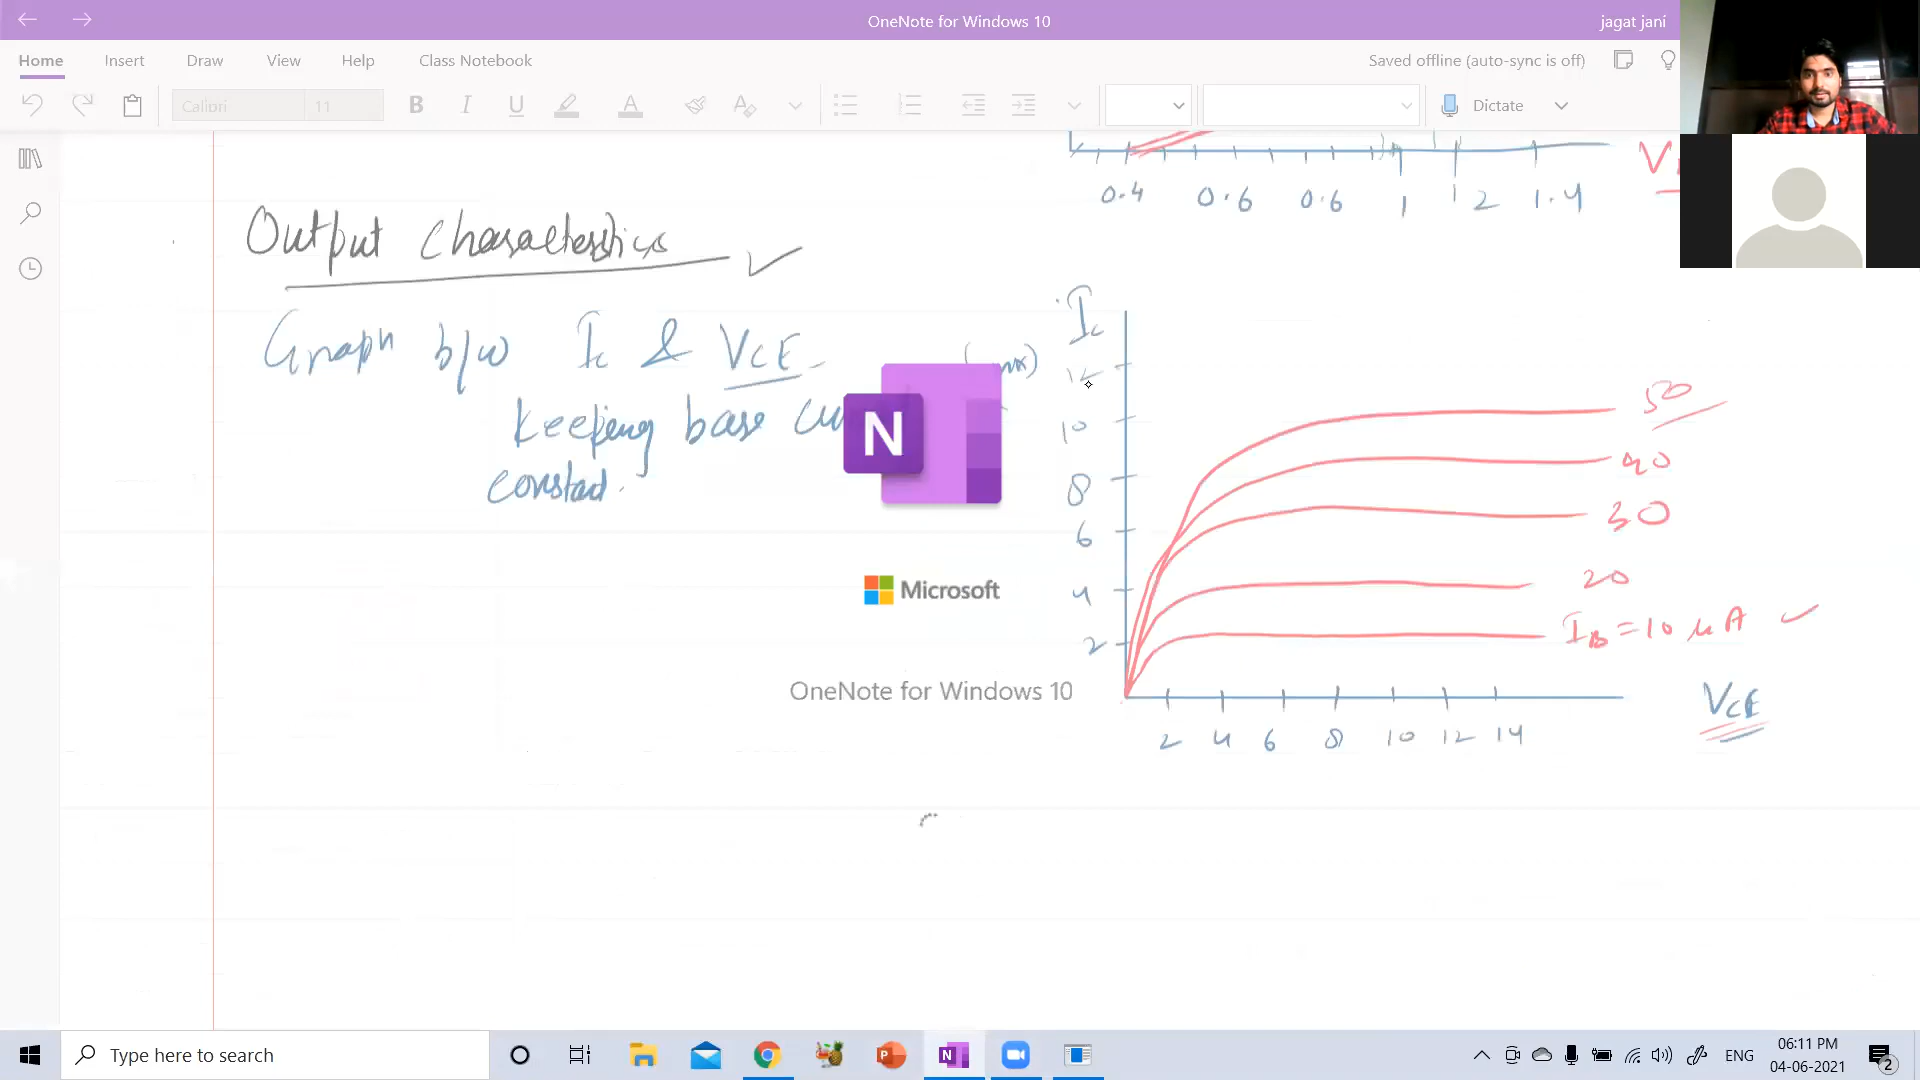 OneNote for Windows 10
jagat jani
Home Insert Draw View Help Class Notebook
Saved offline (auto-sync is off)
Calibri 11 B I U A
Dictate
0.4 0.6 0.6 1 1 2 1.4
Output
Graph b/w Ic & VCE
keeping base
Ic
10
8
6
4
2
50
40
30
20
IB = 10 μA
2 4 6 8 10 12 14
VCE
N
Microsoft
OneNote for Windows 10
Type here to search
ENG
06:11 PM
04-06-2021
2